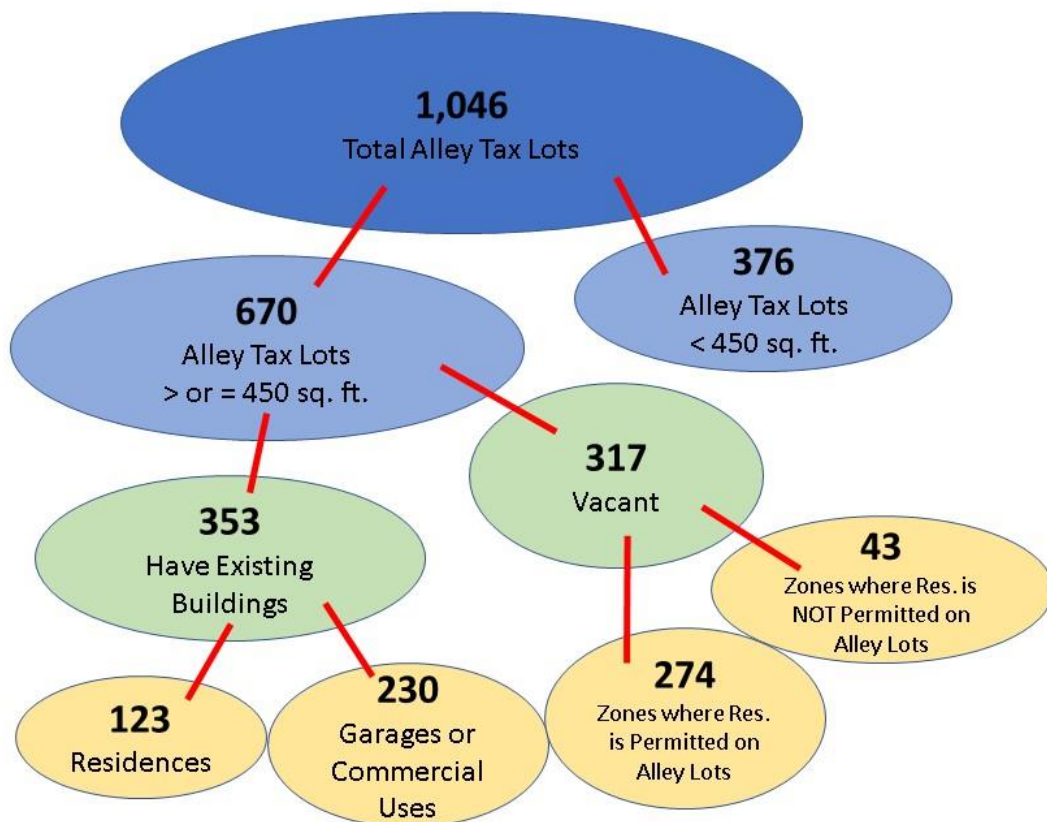 1,046
Total Alley Tax Lots
376
Alley Tax Lots
< 450 sq. ft.
670
Alley Tax Lots
> or = 450 sq. ft.
317
Vacant
353
Have Existing
Buildings
43
Zones where Res. is
NOT Permitted on
Alley Lots
123
Residences
230
Garages or
Commercial
Uses
274
Zones where Res.
is Permitted on
Alley Lots